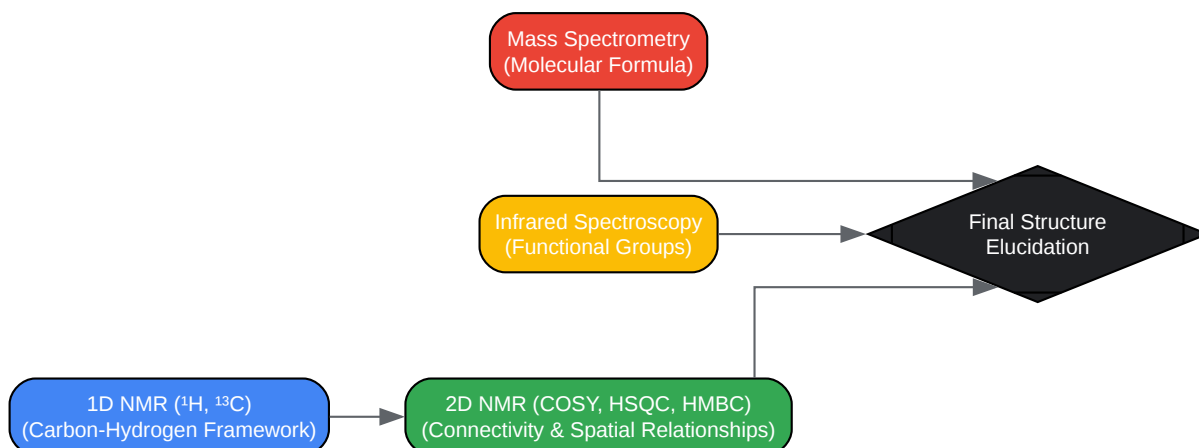 Mass Spectrometry
(Molecular Formula)
Infrared Spectroscopy
(Functional Groups)
Final Structure
Elucidation
1D NMR (¹H, ¹³C)
(Carbon-Hydrogen Framework)
2D NMR (COSY, HSQC, HMBC)
(Connectivity & Spatial Relationships)